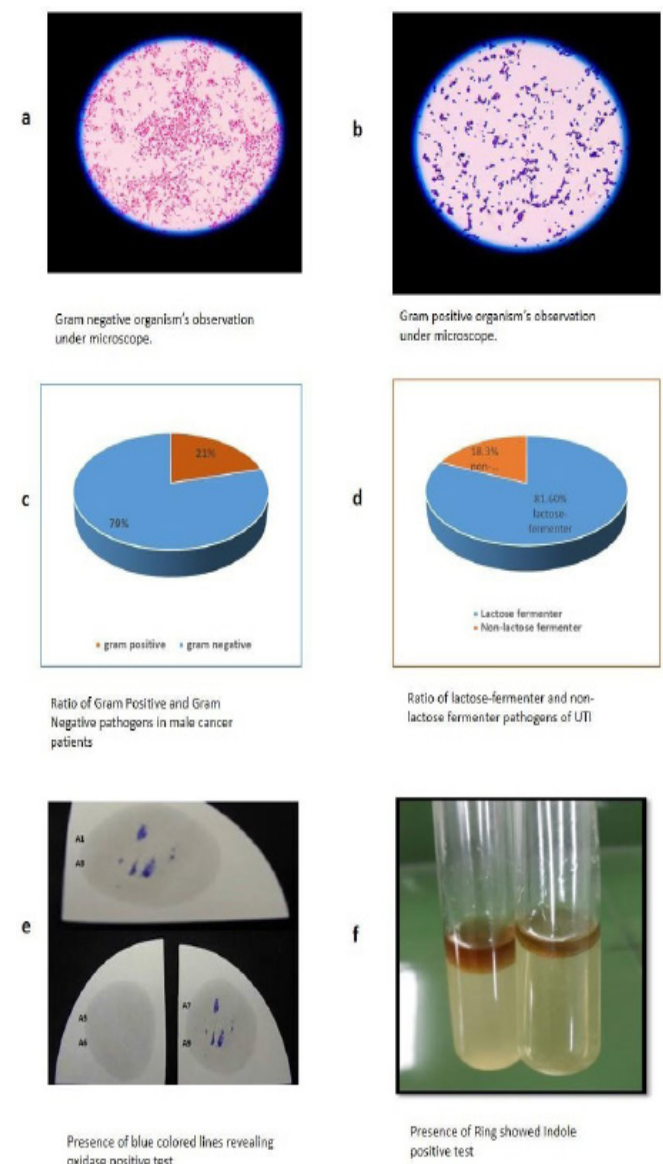 a
b
Gram negative organism's observation
under microscope.
Gram positive organism's observation
under microscope.
c
21%
79%
gram positive gram negative
d
18.3%
non-...
81.60%
lactose-
fermenter
Lactose fermenter
Non-lactose fermenter
Ratio of Gram Positive and Gram
Negative pathogens in male cancer
patients
Ratio of lactose-fermenter and non-
lactose fermenter pathogens of UTI
e
A1
A3
A5
A6
A7
A9
f
Presence of blue colored lines revealing
oxidase positive test
Presence of Ring showed Indole
positive test